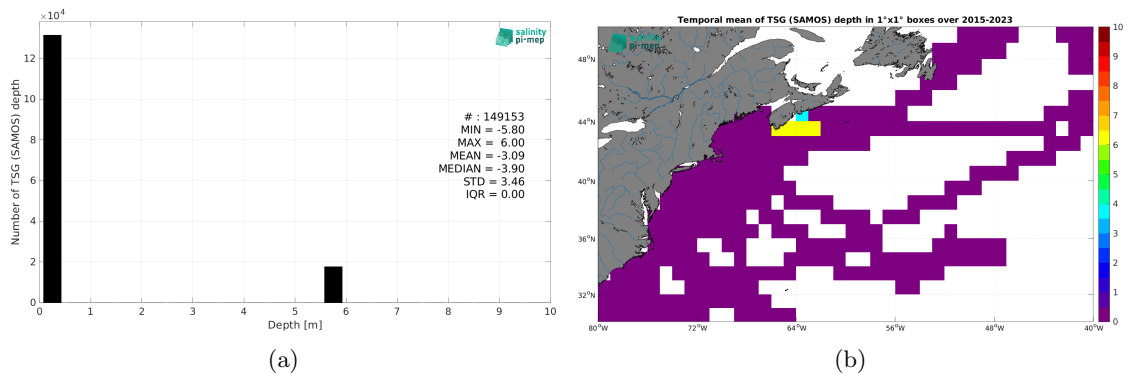 ×10⁴
12
10
8
6
4
2
0
0 1 2 3 4 5 6 7 8 9 10
Number of TSG (SAMOS) depth
Depth [m]
salinity
pi-mep
# : 149153
MIN = -5.80
MAX = 6.00
MEAN = -3.09
MEDIAN = -3.90
STD = 3.46
IQR = 0.00
(a)
Temporal mean of TSG (SAMOS) depth in 1°x1° boxes over 2015-2023
salinity
pi-mep
48°N
44°N
40°N
36°N
32°N
80°W 72°W 64°W 56°W 48°W 40°W
10
9
8
7
6
5
4
3
2
1
0
(b)